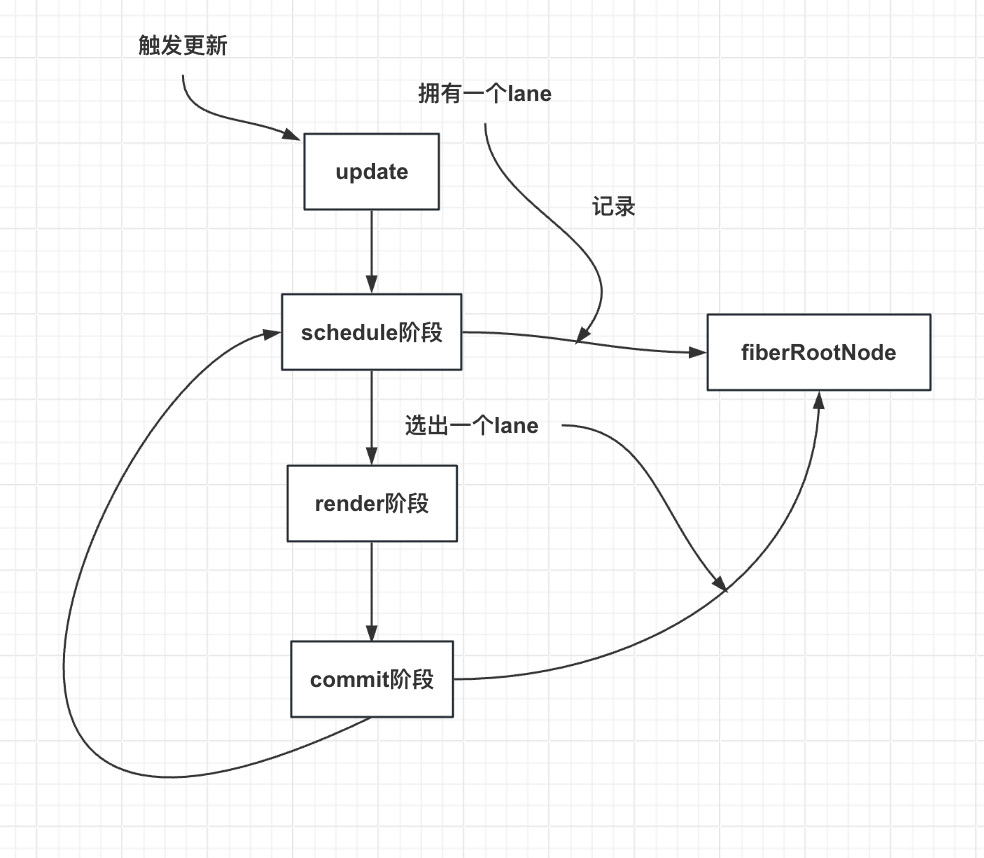 触发更新
拥有一个lane
update
记录
schedule阶段
fiberRootNode
选出一个lane
render阶段
commit阶段